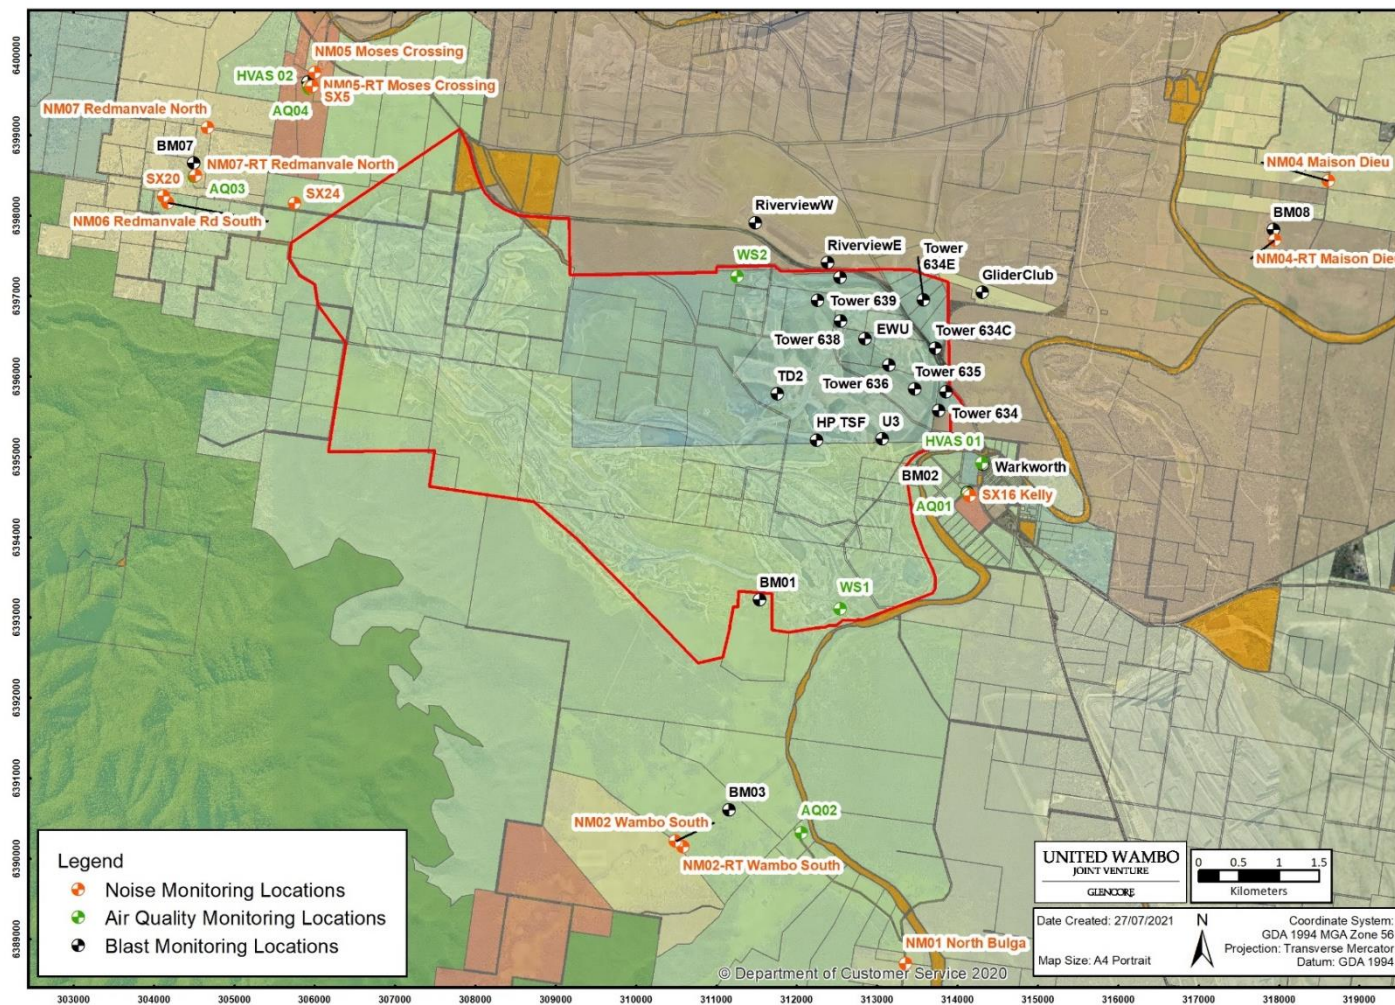 NM05 Moses Crossing
HVAS 02
NM05-RT Moses Crossing
SX5
AQ04
NM07 Redmanvale North
BM07
NM07-RT Redmanvale North
SX20
AQ03
SX24
NM06 Redmanvale Rd South
NM04 Maison Dieu
BM08
NM04-RT Maison Dieu
RiverviewW
RiverviewE
Tower
634E
WS2
GliderClub
Tower 639
EWU
Tower 634C
Tower 638
TD2
Tower 636
Tower 635
HP TSF
U3
Tower 634
HVAS 01
BM02
Warkworth
SX16 Kelly
AQ01
BM01
WS1
BM03
AQ02
NM02 Wambo South
NM02-RT Wambo South
NM01 North Bulga
Legend
Noise Monitoring Locations
Air Quality Monitoring Locations
Blast Monitoring Locations
UNITED WAMBO
JOINT VENTURE
GLENCORE
0 0.5 1 1.5
Kilometers
Date Created: 27/07/2021
Map Size: A4 Portrait
N
Coordinate System:
GDA 1994 MGA Zone 56
Projection: Transverse Mercator
Datum: GDA 1994
© Department of Customer Service 2020
6400000
6399000
6398000
6397000
6396000
6395000
6394000
6393000
6392000
6391000
6390000
6389000
303000 304000 305000 306000 307000 308000 309000 310000 311000 312000 313000 314000 315000 316000 317000 318000 319000